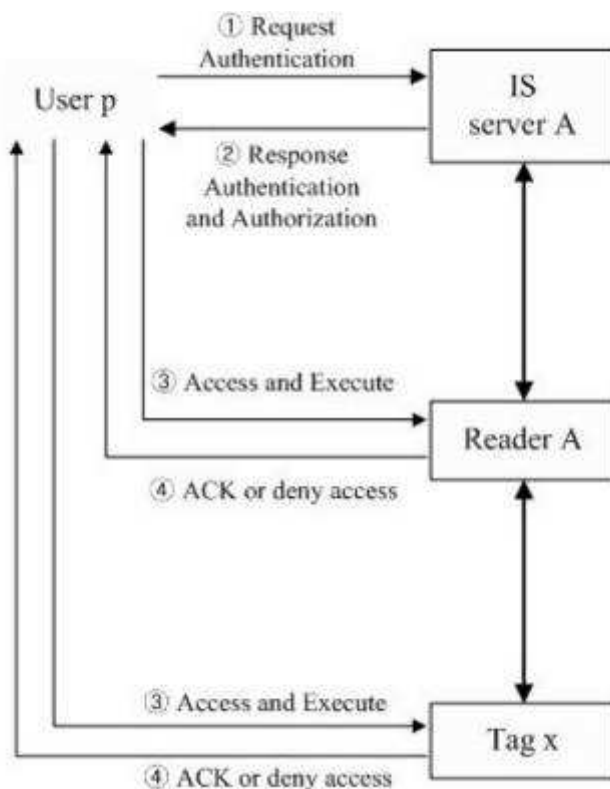 ① Request
Authentication
User p
IS
server A
② Response
Authentication
and Authorization
③ Access and Execute
Reader A
④ ACK or deny access
③ Access and Execute
Tag x
④ ACK or deny access